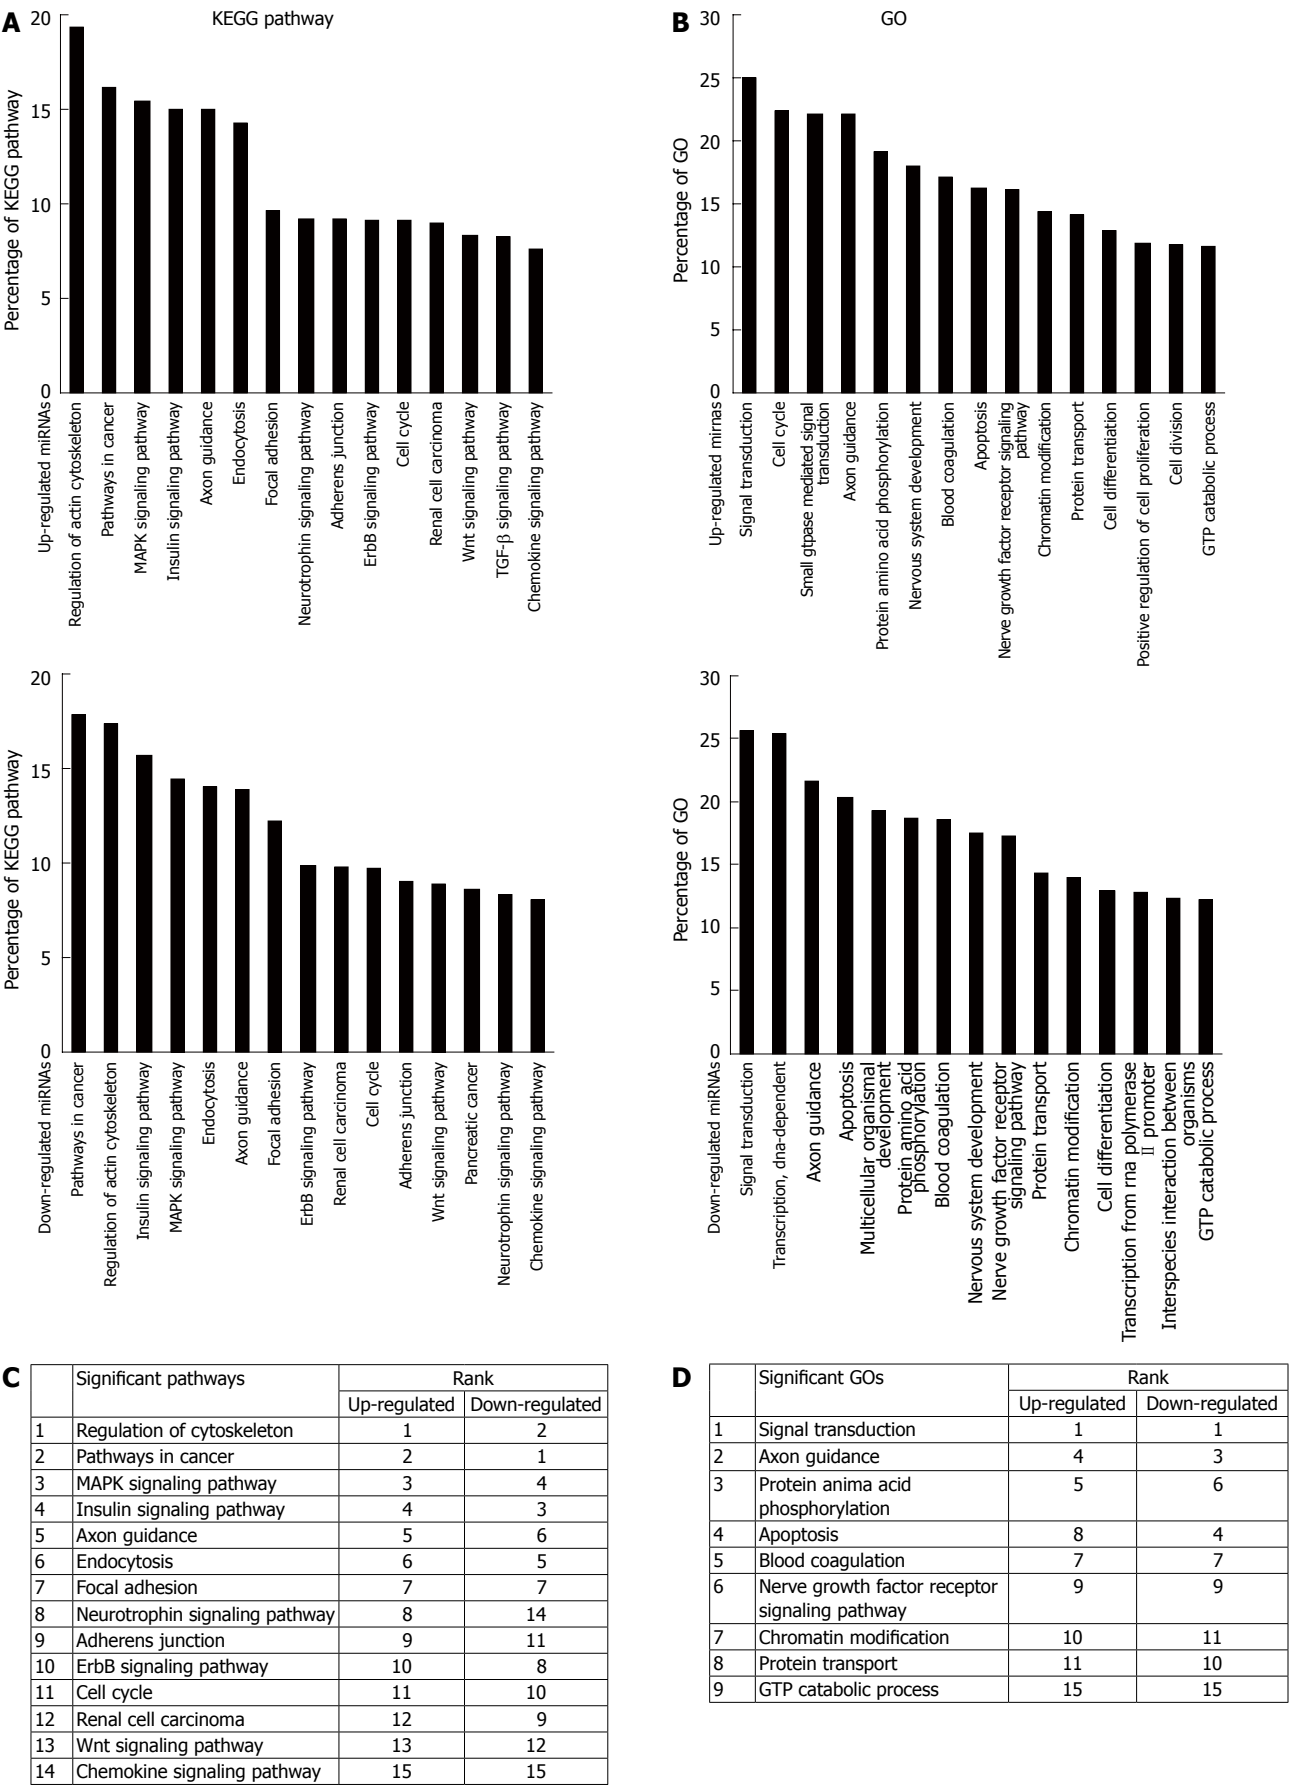 A
KEGG pathway
Percentage of KEGG pathway
20
15
10
5
0
Up-regulated miRNAs
Regulation of actin cytoskeleton
Pathways in cancer
MAPK signaling pathway
Insulin signaling pathway
Axon guidance
Endocytosis
Focal adhesion
Neurotrophin signaling pathway
Adherens junction
ErbB signaling pathway
Cell cycle
Renal cell carcinoma
Wnt signaling pathway
TGF-β signaling pathway
Chemokine signaling pathway
B
GO
Percentage of GO
30
25
20
15
10
5
0
Up-regulated mirnas
Signal transduction
Cell cycle
Small gtpase mediated signal
transduction
Axon guidance
Protein amino acid phosphorylation
Nervous system development
Blood coagulation
Apoptosis
Nerve growth factor receptor signaling
pathway
Chromatin modification
Protein transport
Cell differentiation
Positive regulation of cell proliferation
Cell division
GTP catabolic process
Percentage of KEGG pathway
20
15
10
5
0
Down-regulated miRNAs
Pathways in cancer
Regulation of actin cytoskeleton
Insulin signaling pathway
MAPK signaling pathway
Endocytosis
Axon guidance
Focal adhesion
ErbB signaling pathway
Renal cell carcinoma
Cell cycle
Adherens junction
Wnt signaling pathway
Pancreatic cancer
Neurotrophin signaling pathway
Chemokine signaling pathway
Percentage of GO
30
25
20
15
10
5
0
Down-regulated miRNAs
Signal transduction
Transcription, dna-dependent
Axon guidance
Apoptosis
Multicellular organismal
development
Protein amino acid
phosphorylation
Blood coagulation
Nervous system development
Nerve growth factor receptor
signaling pathway
Protein transport
Chromatin modification
Cell differentiation
Transcription from rna polymerase
II promoter
Interspecies interaction between
organisms
GTP catabolic process
C
Significant pathways Rank
Up-regulated Down-regulated
1 Regulation of cytoskeleton 1 2
2 Pathways in cancer 2 1
3 MAPK signaling pathway 3 4
4 Insulin signaling pathway 4 3
5 Axon guidance 5 6
6 Endocytosis 6 5
7 Focal adhesion 7 7
8 Neurotrophin signaling pathway 8 14
9 Adherens junction 9 11
10 ErbB signaling pathway 10 8
11 Cell cycle 11 10
12 Renal cell carcinoma 12 9
13 Wnt signaling pathway 13 12
14 Chemokine signaling pathway 15 15
D
Significant GOs Rank
Up-regulated Down-regulated
1 Signal transduction 1 1
2 Axon guidance 4 3
3 Protein anima acid 5 6
phosphorylation
4 Apoptosis 8 4
5 Blood coagulation 7 7
6 Nerve growth factor receptor 9 9
signaling pathway
7 Chromatin modification 10 11
8 Protein transport 11 10
9 GTP catabolic process 15 15